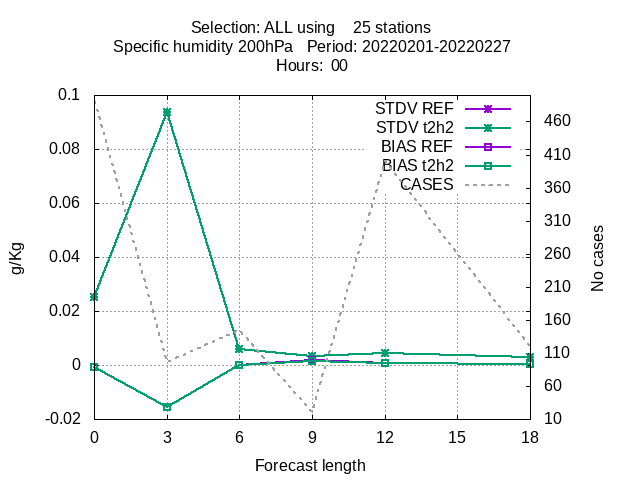 Selection: ALL using 25 stations
Specific humidity 200hPa Period: 20220201-20220227
Hours: 00
0.1
0.08
0.06
0.04
0.02
0
-0.02
g/Kg
STDV REF
STDV t2h2
BIAS REF
BIAS t2h2
CASES
460
410
360
310
260
210
160
110
60
10
No cases
0 3 6 9 12 15 18
Forecast length